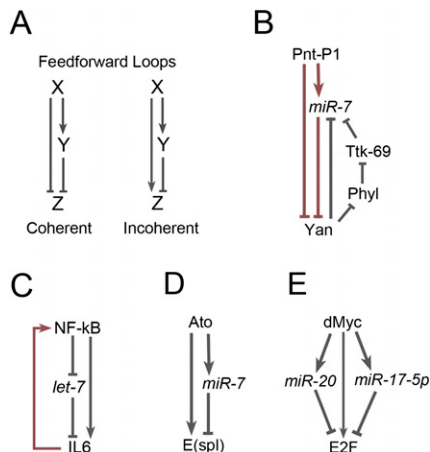 A
Feedforward Loops
X X
Y Y
Z Z
Coherent Incoherent
B
Pnt-P1
miR-7
Ttk-69
Phyl
Yan
C
NF-kB
let-7
IL6
D
Ato
miR-7
E(spl)
E
dMyc
miR-20 miR-17-5p
E2F